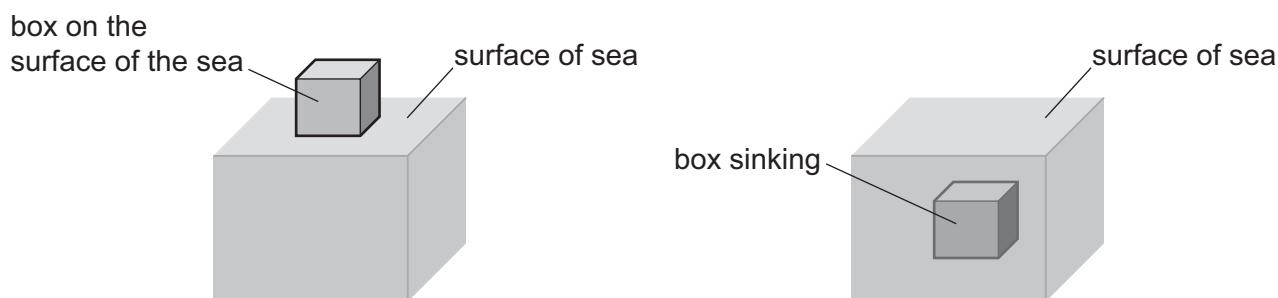 box on the
surface of the sea
surface of sea
surface of sea
box sinking